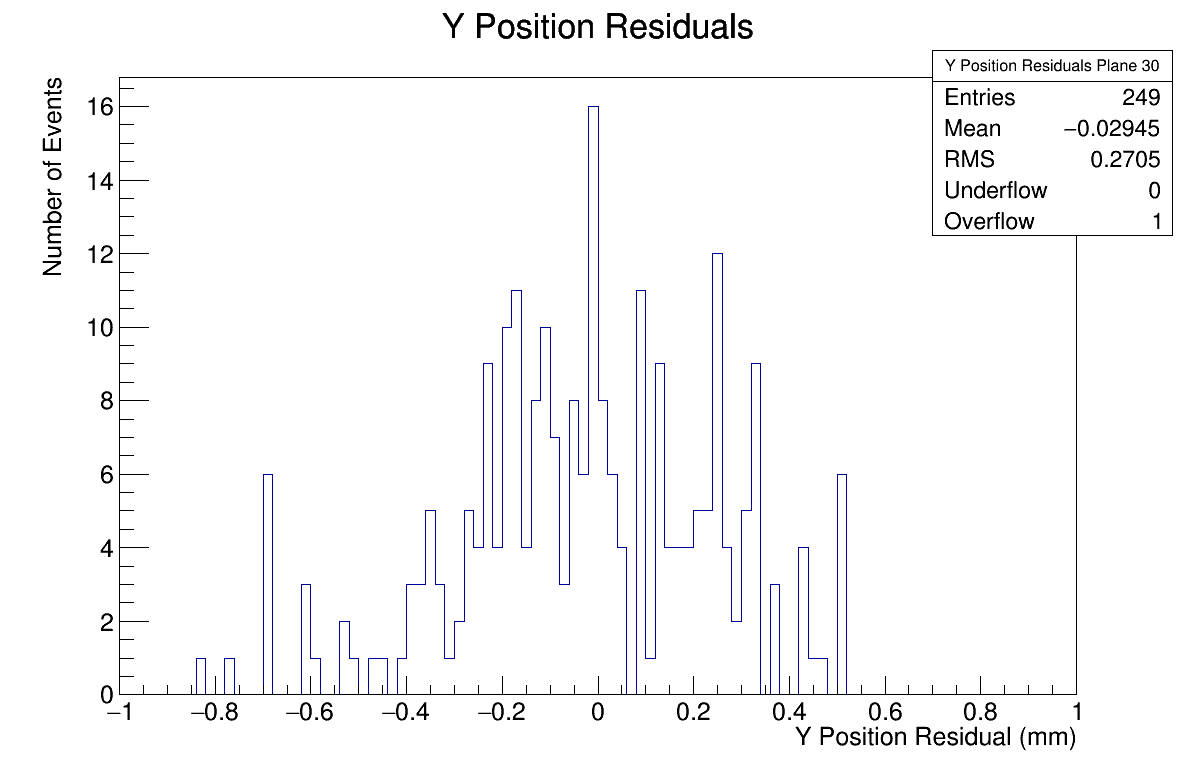 Y Position Residuals
Number of Events
Y Position Residuals Plane 30
Entries 249
Mean −0.02945
RMS 0.2705
Underflow 0
Overflow 1
16
14
12
10
8
6
4
2
0
−1 −0.8 −0.6 −0.4 −0.2 0 0.2 0.4 0.6 0.8 1
Y Position Residual (mm)